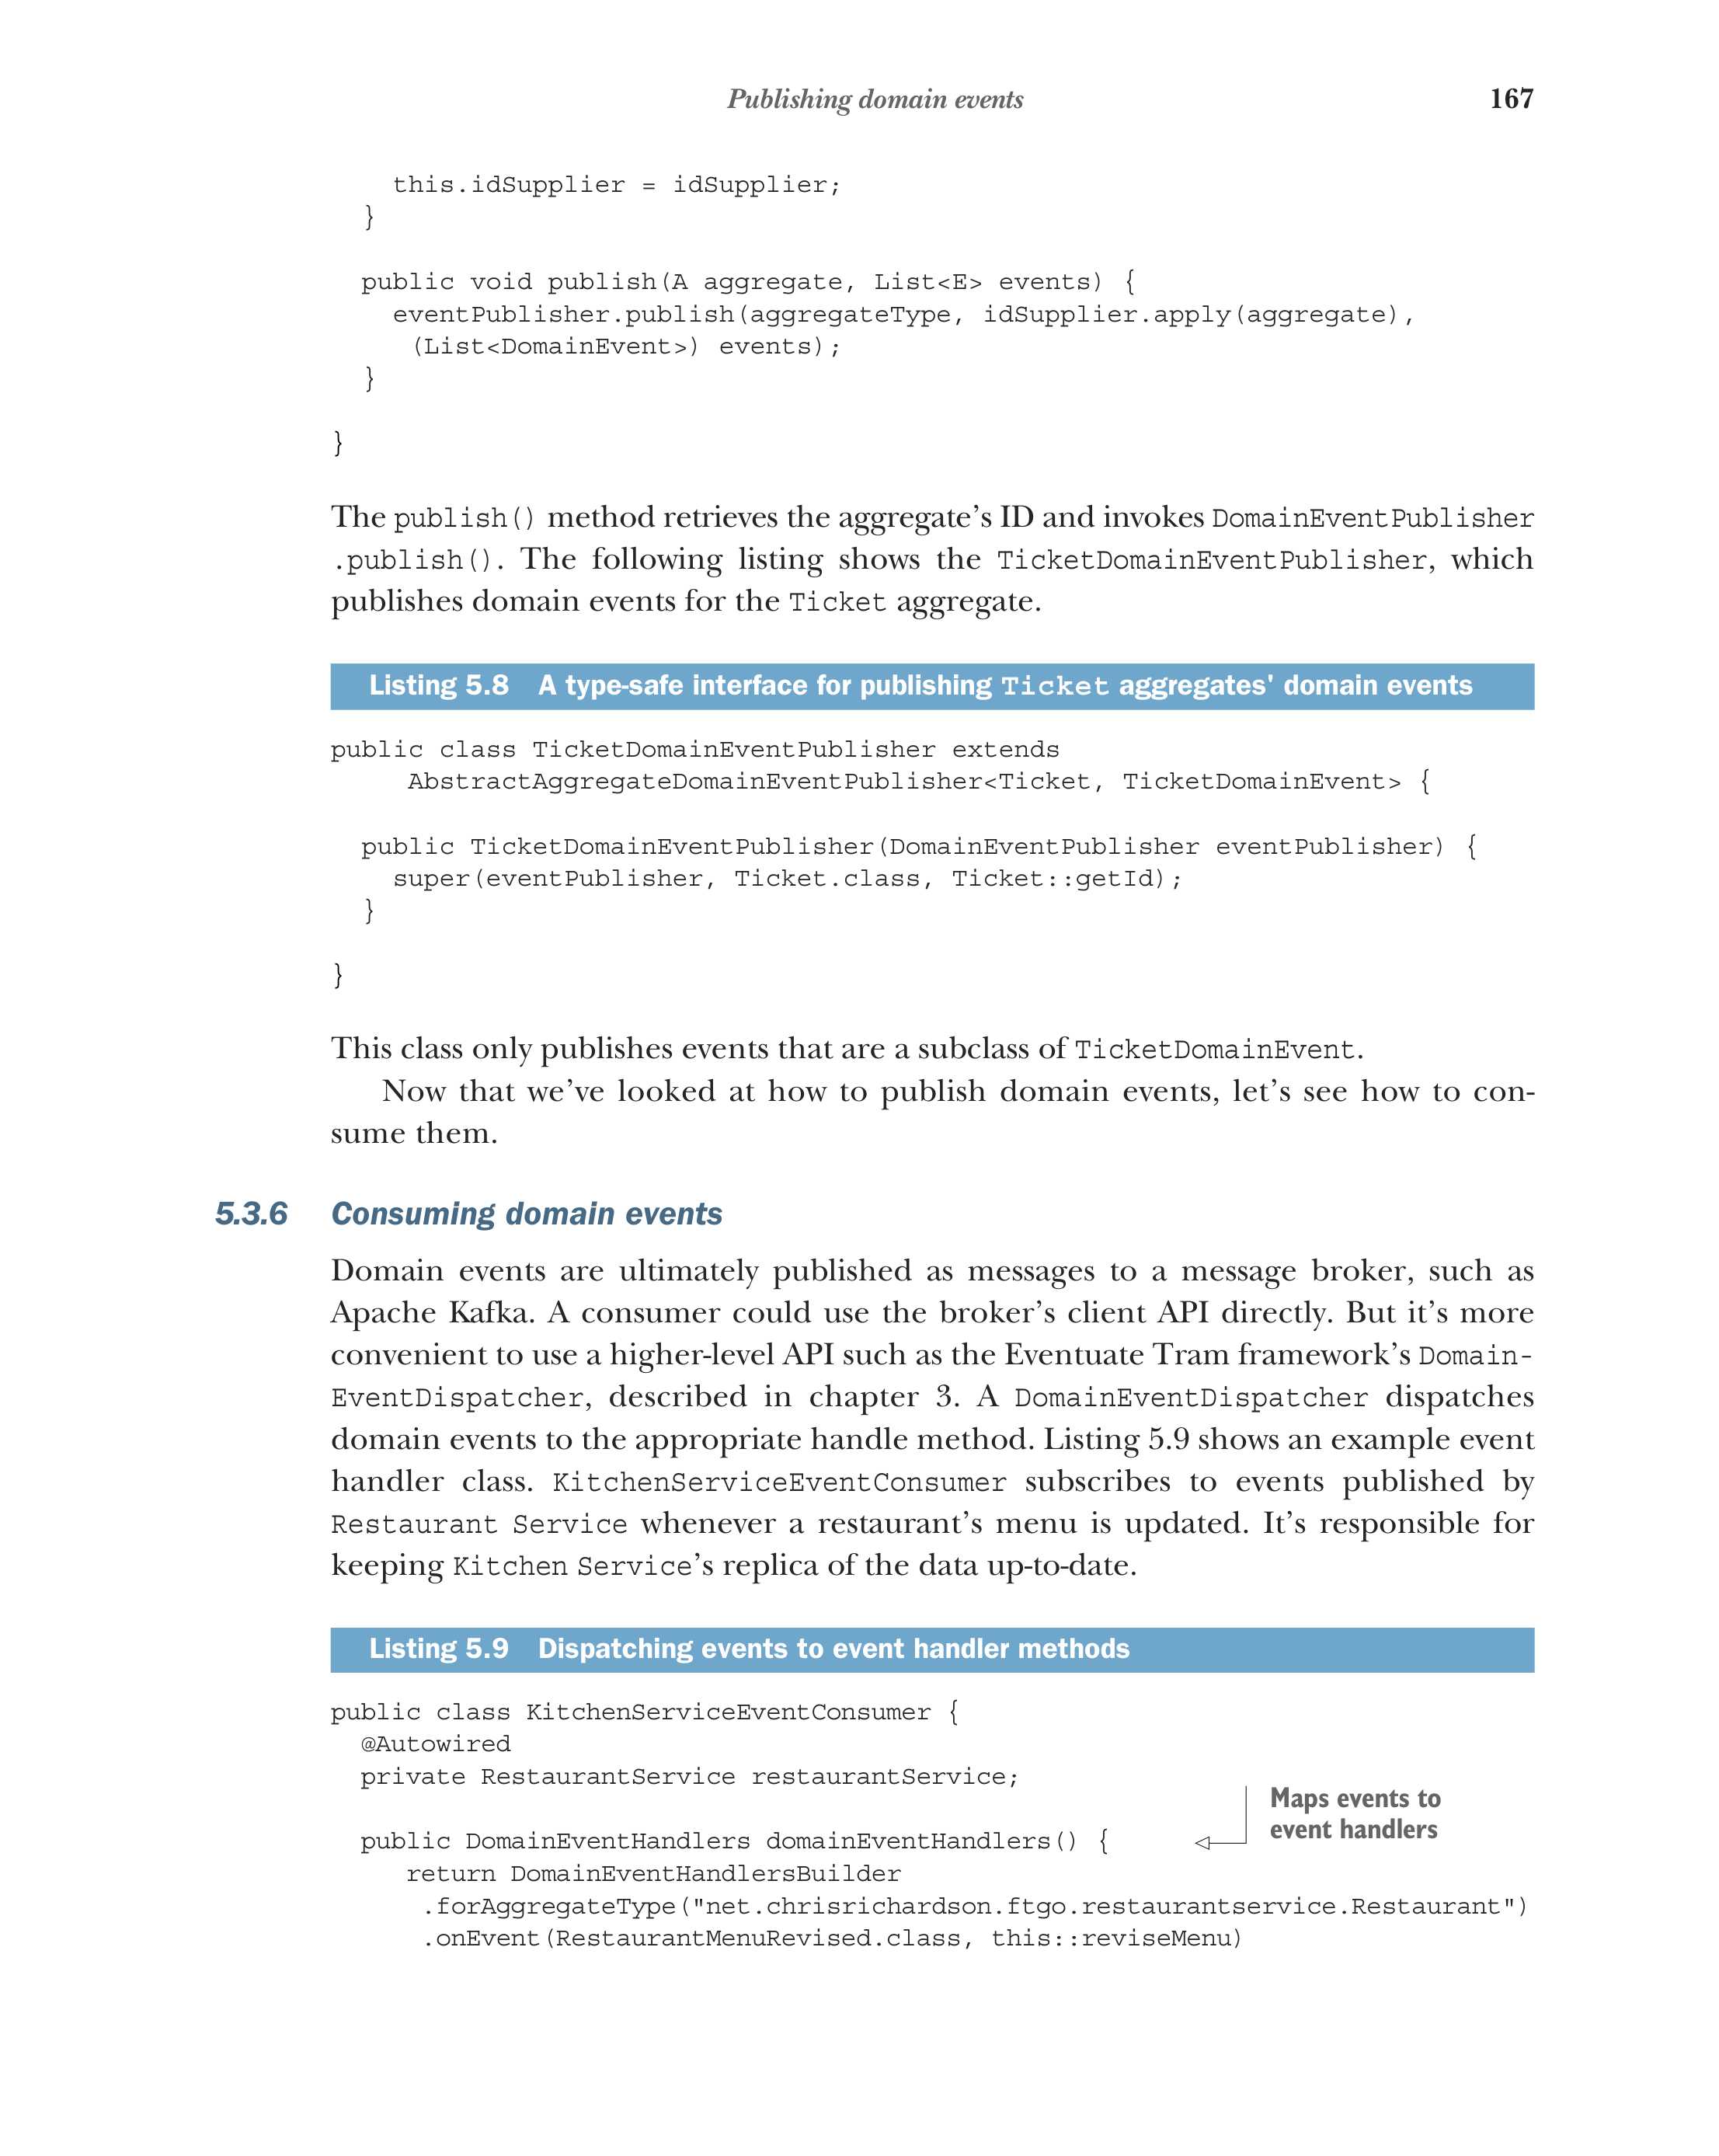 Publishing domain events 167
this.idSupplier = idSupplier;
}
public void publish(A aggregate, List<E> events) {
eventPublisher.publish(aggregateType, idSupplier.apply(aggregate),
(List<DomainEvent>) events);
}
}
The publish() method retrieves the aggregate’s ID and invokes DomainEventPublisher
.publish(). The following listing shows the TicketDomainEventPublisher, which
publishes domain events for the Ticket aggregate.
Listing 5.8 A type-safe interface for publishing Ticket aggregates' domain events
public class TicketDomainEventPublisher extends
AbstractAggregateDomainEventPublisher<Ticket, TicketDomainEvent> {
public TicketDomainEventPublisher(DomainEventPublisher eventPublisher) {
super(eventPublisher, Ticket.class, Ticket::getId);
}
}
This class only publishes events that are a subclass of TicketDomainEvent.
Now that we’ve looked at how to publish domain events, let’s see how to con-
sume them.
5.3.6 Consuming domain events
Domain events are ultimately published as messages to a message broker, such as
Apache Kafka. A consumer could use the broker’s client API directly. But it’s more
convenient to use a higher-level API such as the Eventuate Tram framework’s Domain-
EventDispatcher, described in chapter 3. A DomainEventDispatcher dispatches
domain events to the appropriate handle method. Listing 5.9 shows an example event
handler class. KitchenServiceEventConsumer subscribes to events published by
Restaurant Service whenever a restaurant’s menu is updated. It’s responsible for
keeping Kitchen Service’s replica of the data up-to-date.
Listing 5.9 Dispatching events to event handler methods
public class KitchenServiceEventConsumer {
@Autowired
private RestaurantService restaurantService;
Maps events to
event handlers
public DomainEventHandlers domainEventHandlers() {
return DomainEventHandlersBuilder
.forAggregateType("net.chrisrichardson.ftgo.restaurantservice.Restaurant")
.onEvent(RestaurantMenuRevised.class, this::reviseMenu)